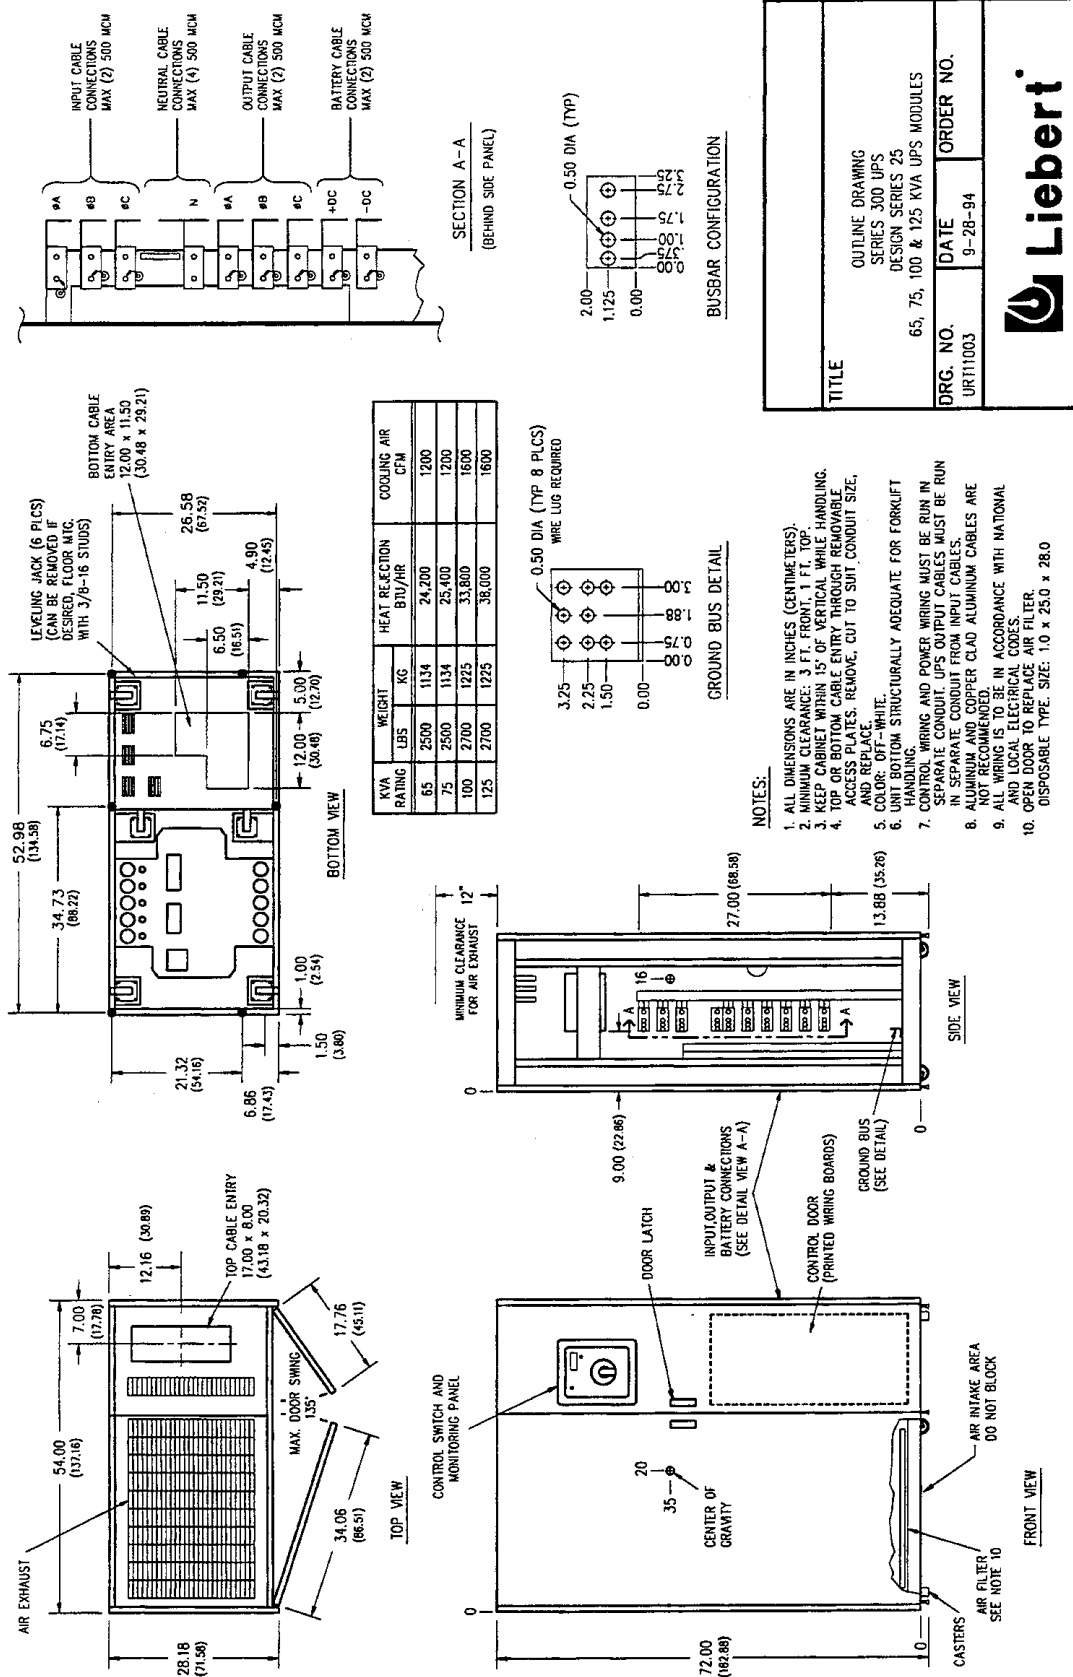 AIR EXHAUST
54.00
(137.16)
7.00
(17.78)
12.16 (30.89)
TOP CABLE ENTRY
17.00 x 8.00
(43.18 x 20.32)
28.18
(71.58)
MAX. DOOR SWING
135°
34.06
(86.51)
17.76
(45.11)
TOP VIEW
52.98
(134.58)
34.73
(88.22)
6.75
(17.14)
LEVELING JACK (6 PLCS)
(CAN BE REMOVED IF
DESIRED, FLOOR MTG.
WITH 3/8-16 STUDS)
BOTTOM CABLE
ENTRY AREA
12.00 x 11.50
(30.48 x 29.21)
21.32
(54.16)
6.86
(17.43)
1.50
(3.80)
1.00
(2.54)
12.00
(30.48)
5.00
(12.70)
6.50
(16.51)
11.50
(29.21)
4.90
(12.45)
26.58
(67.52)
BOTTOM VIEW
INPUT CABLE
CONNECTIONS
MAX (2) 500 MCM
NEUTRAL CABLE
CONNECTIONS
MAX (4) 500 MCM
OUTPUT CABLE
CONNECTIONS
MAX (2) 500 MCM
BATTERY CABLE
CONNECTIONS
MAX (2) 500 MCM
øA
øB
øC
N
øA
øB
øC
+DC
-DC
SECTION A-A
(BEHIND SIDE PANEL)
KVA RATING WEIGHT LBS KG HEAT REJECTION BTU/HR COOLING AIR CFM
65 2500 1134 24,200 1200
75 2500 1134 25,400 1200
100 2700 1225 33,800 1600
125 2700 1225 38,000 1600
0
72.00
(182.88)
0
CONTROL SWITCH AND
MONITORING PANEL
DOOR LATCH
20
35
CENTER OF
GRAVITY
INPUT,OUTPUT &
BATTERY CONNECTIONS
(SEE DETAIL VIEW A-A)
CONTROL DOOR
(PRINTED WIRING BOARDS)
CASTERS
AIR FILTER
SEE NOTE 10
AIR INTAKE AREA
DO NOT BLOCK
FRONT VIEW
MINIMUM CLEARANCE
FOR AIR EXHAUST
12"
0
9.00 (22.86)
16
A
A
27.00 (68.58)
13.88 (35.26)
GROUND BUS
(SEE DETAIL)
0
SIDE VIEW
0.50 DIA (TYP 8 PLCS)
WIRE LUG REQUIRED
3.25
2.25
1.50
0.00
0.00
0.75
1.88
3.00
GROUND BUS DETAIL
0.50 DIA (TYP)
2.00
1.125
0.00
0.00
.375
1.00
1.75
2.75
3.25
BUSBAR CONFIGURATION
NOTES:
1. ALL DIMENSIONS ARE IN INCHES (CENTIMETERS).
2. MINIMUM CLEARANCE: 3 FT. FRONT, 1 FT. TOP.
3. KEEP CABINET WITHIN 15° OF VERTICAL WHILE HANDLING.
4. TOP OR BOTTOM CABLE ENTRY THROUGH REMOVABLE
ACCESS PLATES. REMOVE, CUT TO SUIT CONDUIT SIZE,
AND REPLACE.
5. COLOR: OFF-WHITE.
6. UNIT BOTTOM STRUCTURALLY ADEQUATE FOR FORKLIFT
HANDLING.
7. CONTROL WIRING AND POWER WIRING MUST BE RUN IN
SEPARATE CONDUIT. UPS OUTPUT CABLES MUST BE RUN
IN SEPARATE CONDUIT FROM INPUT CABLES.
8. ALUMINUM AND COPPER CLAD ALUMINUM CABLES ARE
NOT RECOMMENDED.
9. ALL WIRING IS TO BE IN ACCORDANCE WITH NATIONAL
AND LOCAL ELECTRICAL CODES.
10. OPEN DOOR TO REPLACE AIR FILTER.
DISPOSABLE TYPE, SIZE: 1.0 x 25.0 x 28.0
TITLE
OUTLINE DRAWING
SERIES 300 UPS
DESIGN SERIES 25
65, 75, 100 & 125 KVA UPS MODULES
DRG. NO.
URT11003
DATE
9-28-94
ORDER NO.
Liebert